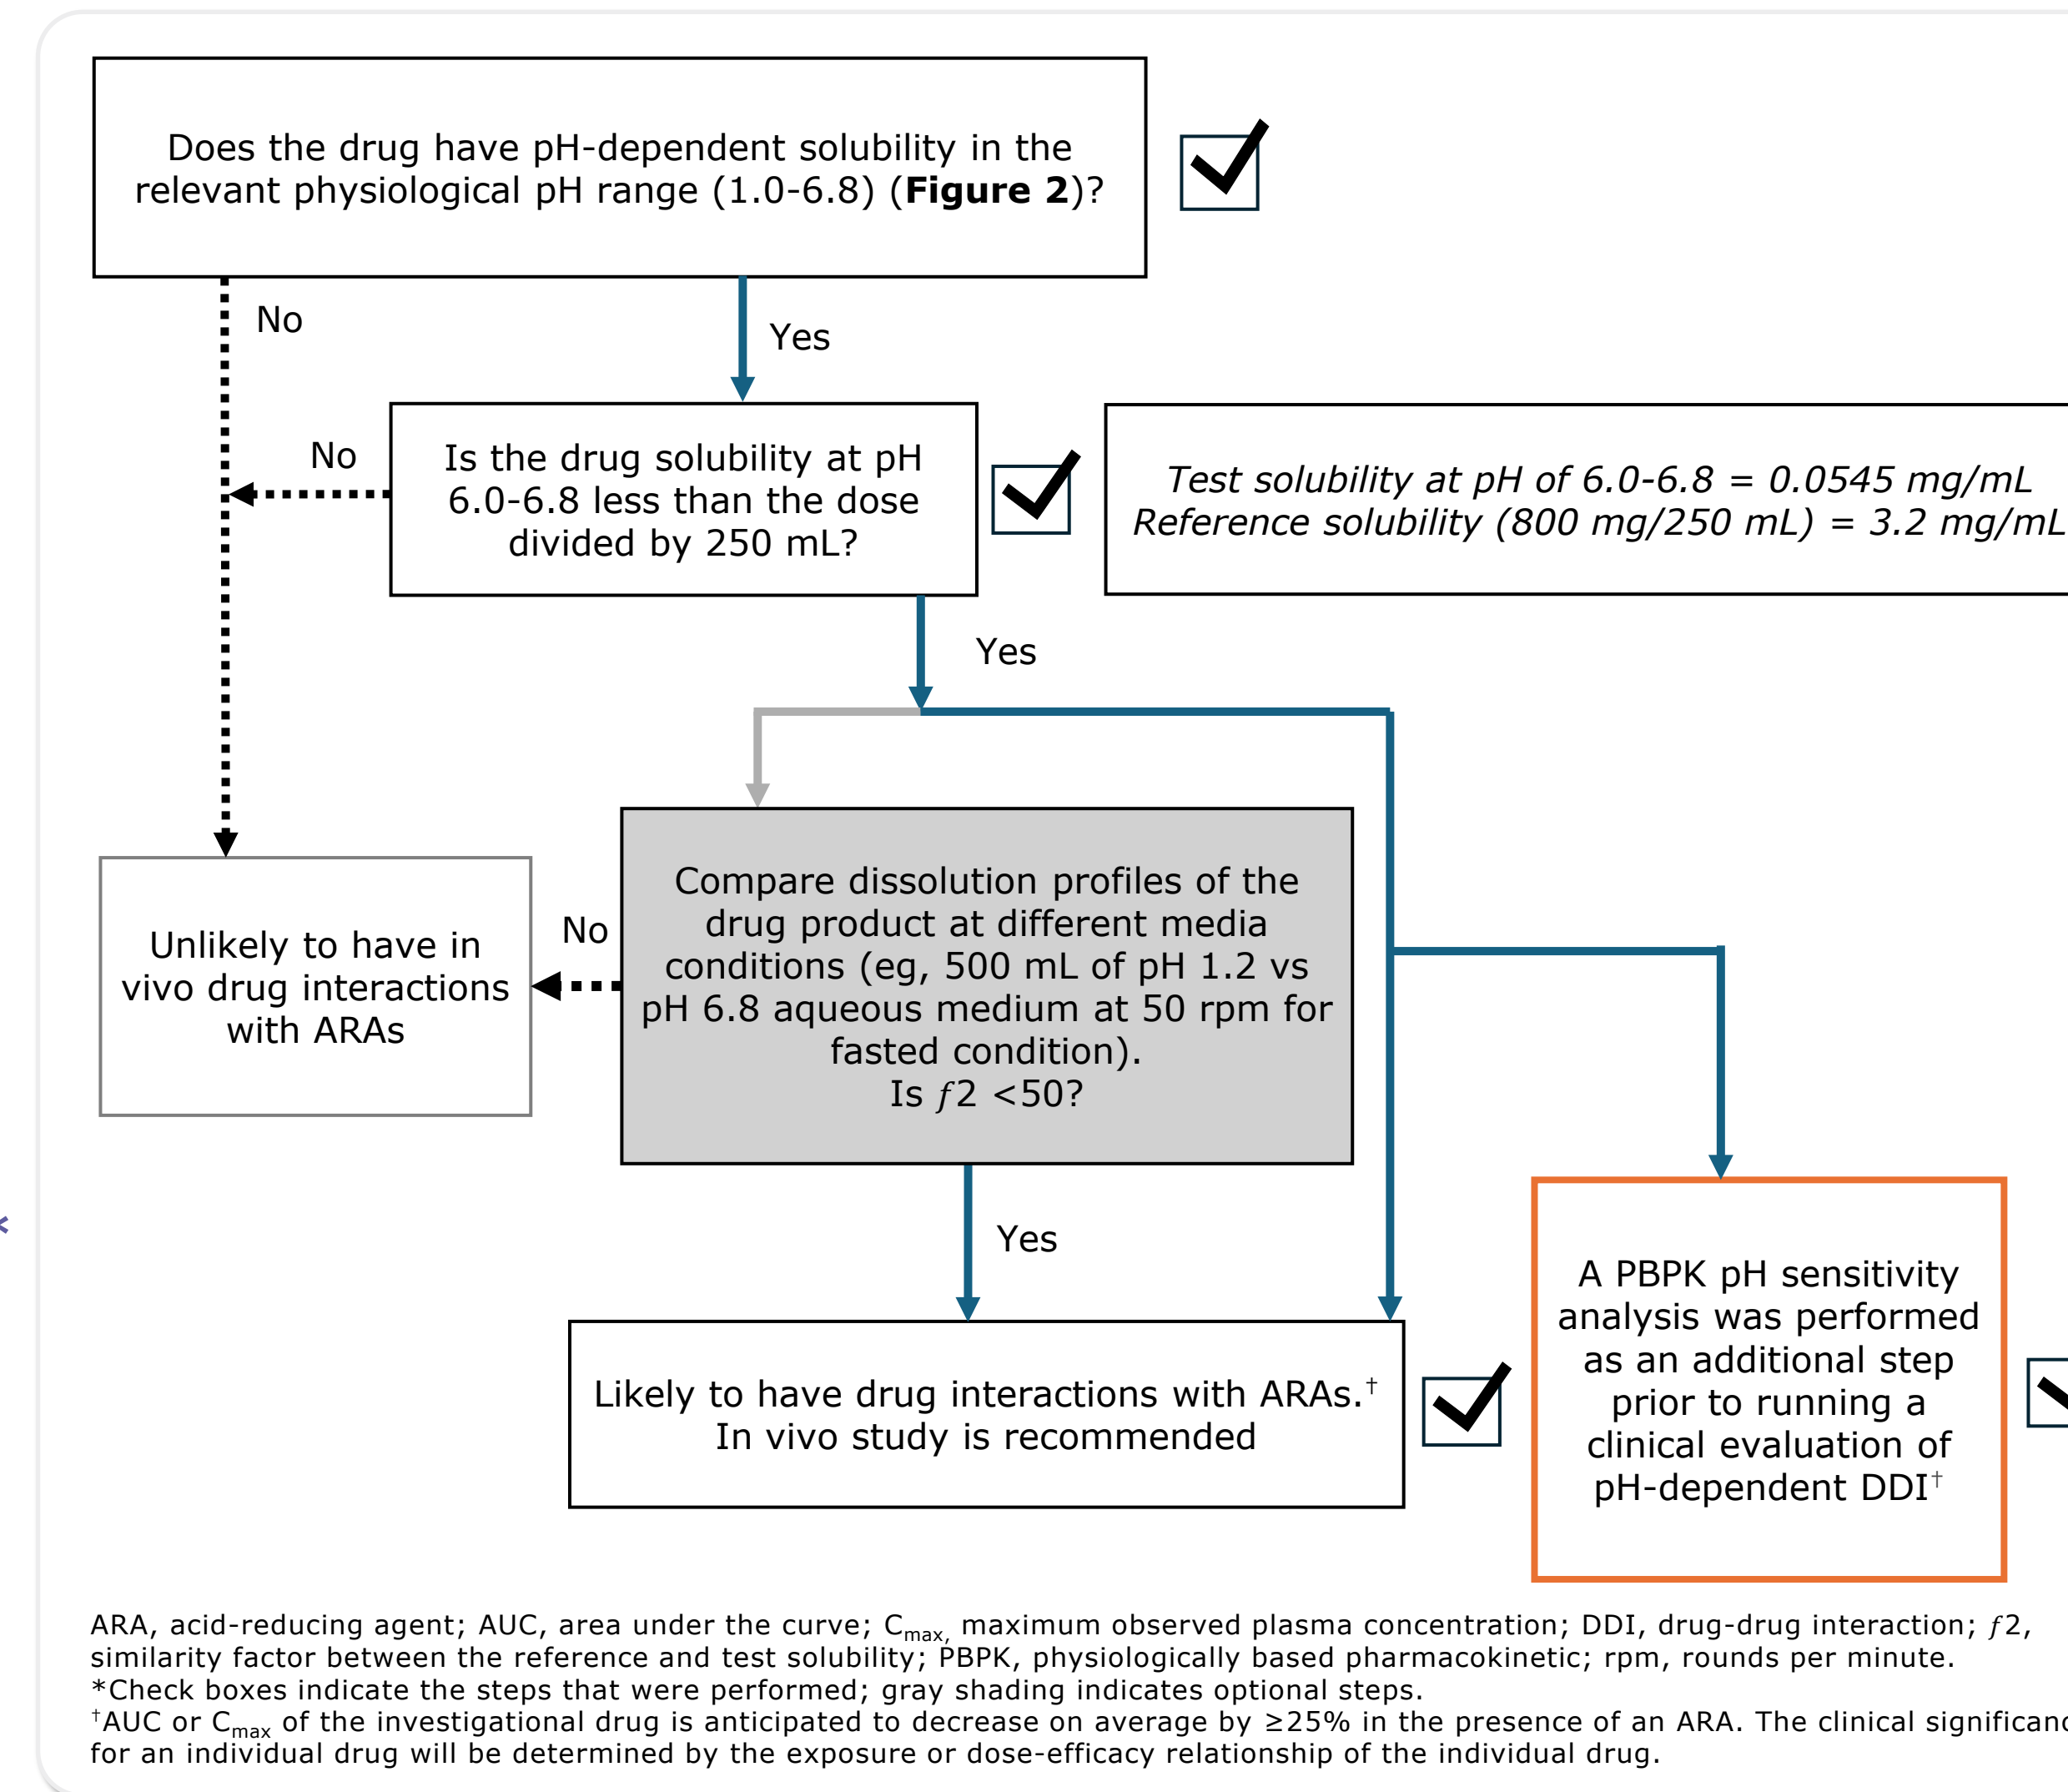 Does the drug have pH-dependent solubility in the
relevant physiological pH range (1.0-6.8) (Figure 2)?
No
Yes
No
Is the drug solubility at pH
6.0-6.8 less than the dose
divided by 250 mL?
Test solubility at pH of 6.0-6.8 = 0.0545 mg/mL
Reference solubility (800 mg/250 mL) = 3.2 mg/mL
Yes
Unlikely to have in
vivo drug interactions
with ARAs
No
Compare dissolution profiles of the
drug product at different media
conditions (eg, 500 mL of pH 1.2 vs
pH 6.8 aqueous medium at 50 rpm for
fasted condition).
Is ƒ2 <50?
Yes
Likely to have drug interactions with ARAs.†
In vivo study is recommended
A PBPK pH sensitivity
analysis was performed
as an additional step
prior to running a
clinical evaluation of
pH-dependent DDI†
ARA, acid-reducing agent; AUC, area under the curve; Cmax, maximum observed plasma concentration; DDI, drug-drug interaction; ƒ2,
similarity factor between the reference and test solubility; PBPK, physiologically based pharmacokinetic; rpm, rounds per minute.
*Check boxes indicate the steps that were performed; gray shading indicates optional steps.
†AUC or Cmax of the investigational drug is anticipated to decrease on average by ≥25% in the presence of an ARA. The clinical
for an individual drug will be determined by the exposure or dose-efficacy relationship of the individual drug.